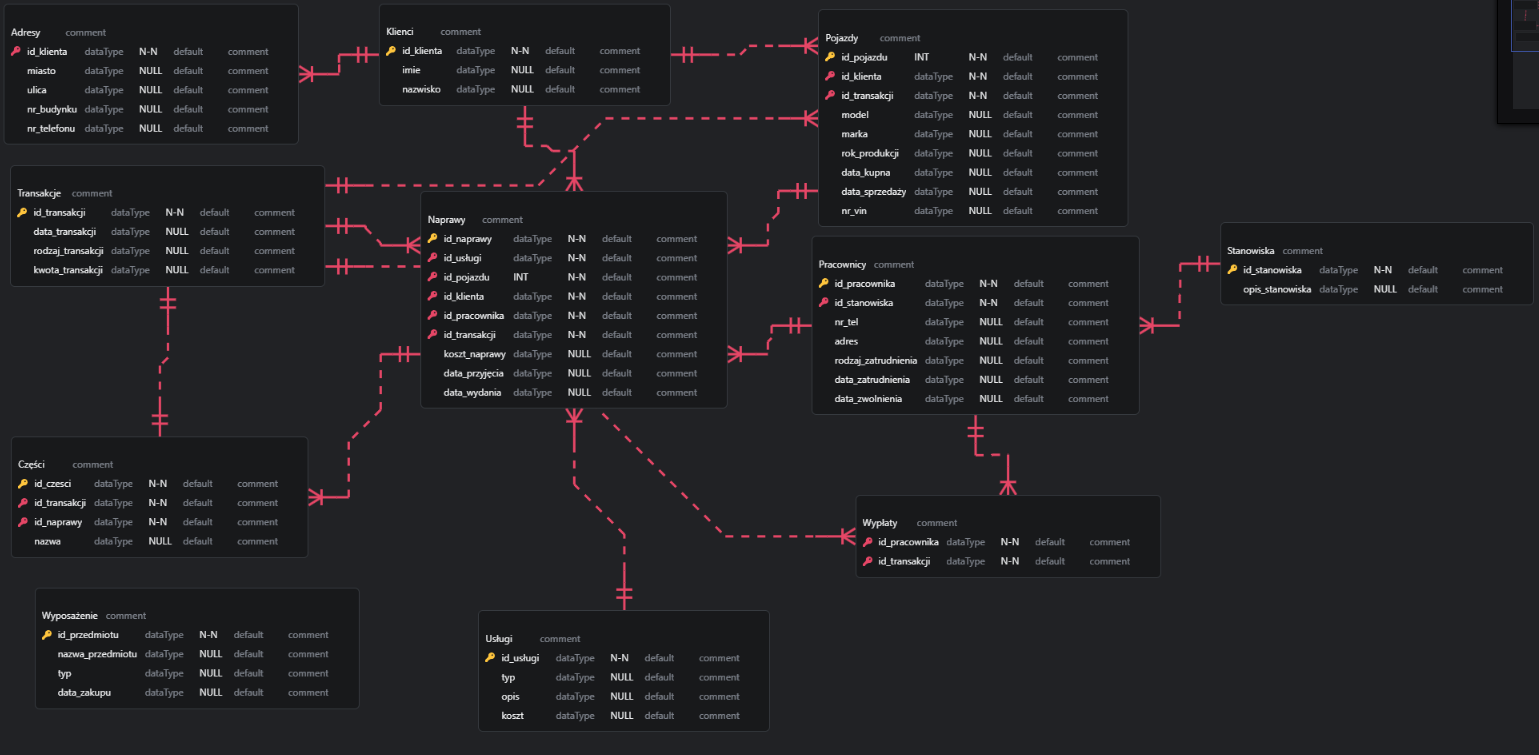 Adresy comment
id_klienta dataType N-N default comment
miasto dataType NULL default comment
ulica dataType NULL default comment
nr_budynku dataType NULL default comment
nr_telefonu dataType NULL default comment
Klienci comment
id_klienta dataType N-N default comment
imie dataType NULL default comment
nazwisko dataType NULL default comment
Pojazdy comment
id_pojazdu INT N-N default comment
id_klienta dataType N-N default comment
id_transakcji dataType N-N default comment
model dataType NULL default comment
marka dataType NULL default comment
rok_produkcji dataType NULL default comment
data_kupna dataType NULL default comment
data_sprzedaży dataType NULL default comment
nr_vin dataType NULL default comment
Transakcje comment
id_transakcji dataType N-N default comment
data_transakcji dataType NULL default comment
rodzaj_transakcji dataType NULL default comment
kwota_transakcji dataType NULL default comment
Naprawy comment
id_naprawy dataType N-N default comment
id_usługi dataType N-N default comment
id_pojazdu INT N-N default comment
id_klienta dataType N-N default comment
id_pracownika dataType N-N default comment
id_transakcji dataType N-N default comment
koszt_naprawy dataType NULL default comment
data_przyjęcia dataType NULL default comment
data_wydania dataType NULL default comment
Pracownicy comment
id_pracownika dataType N-N default comment
id_stanowiska dataType N-N default comment
nr_tel dataType NULL default comment
adres dataType NULL default comment
rodzaj_zatrudnienia dataType NULL default comment
data_zatrudnienia dataType NULL default comment
data_zwolnienia dataType NULL default comment
Stanowiska comment
id_stanowiska dataType N-N default comment
opis_stanowiska dataType NULL default comment
Części comment
id_czesci dataType N-N default comment
id_transakcji dataType N-N default comment
id_naprawy dataType N-N default comment
nazwa dataType NULL default comment
Wypłaty comment
id_pracownika dataType N-N default comment
id_transakcji dataType N-N default comment
Wyposażenie comment
id_przedmiotu dataType N-N default comment
nazwa_przedmiotu dataType NULL default comment
typ dataType NULL default comment
data_zakupu dataType NULL default comment
Usługi comment
id_usługi dataType N-N default comment
typ dataType NULL default comment
opis dataType NULL default comment
koszt dataType NULL default comment